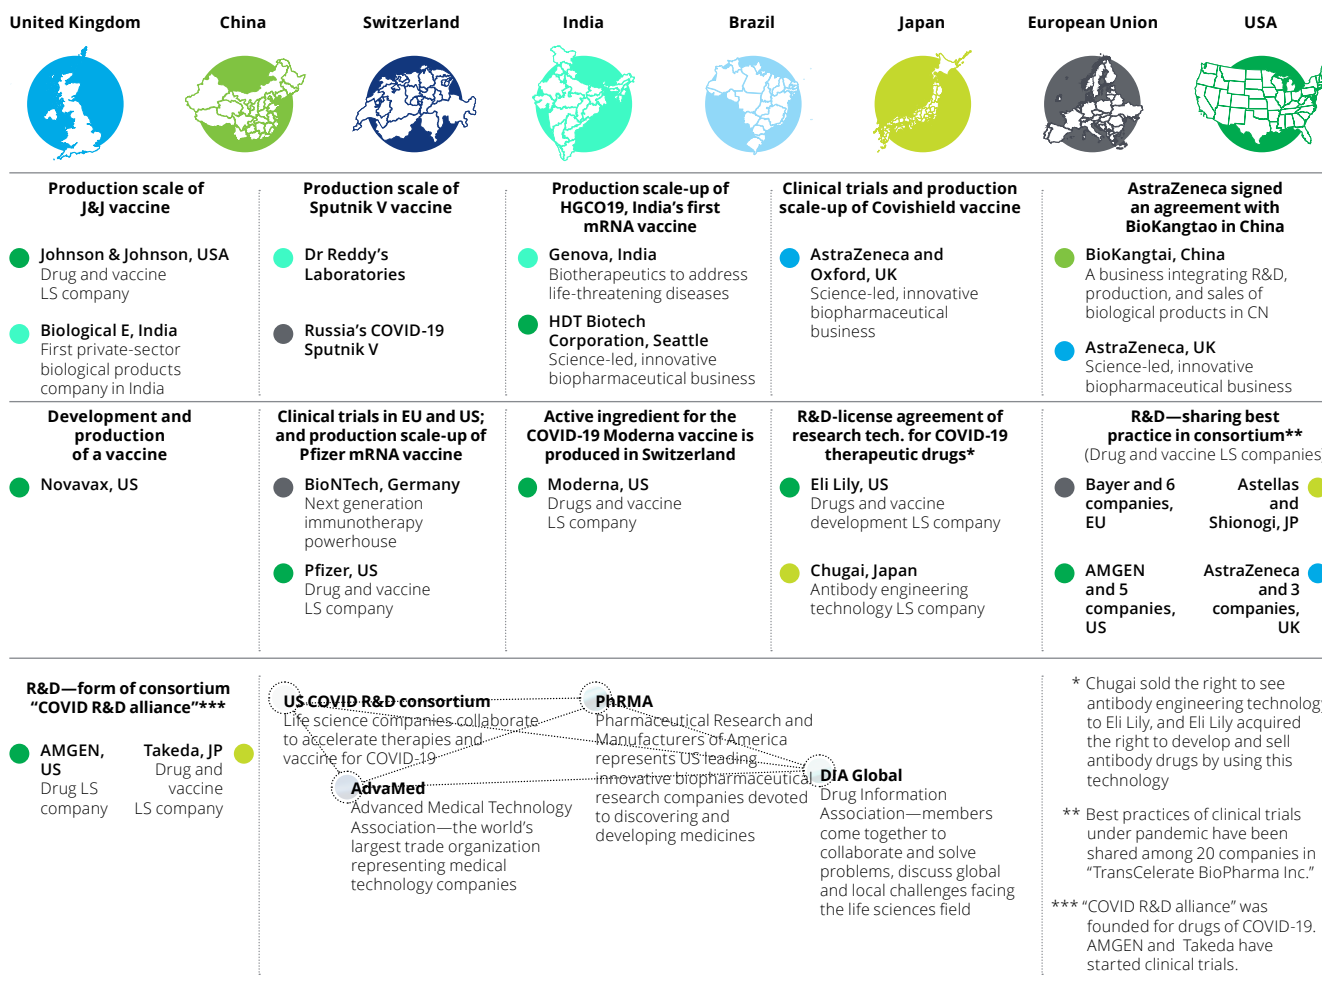 United Kingdom
China
Switzerland
India
Brazil
Japan
European Union
USA
Production scale of
J&J vaccine
Johnson & Johnson, USA
Drug and vaccine
LS company
Biological E, India
First private-sector
biological products
company in India
Production scale of
Sputnik V vaccine
Dr Reddy’s
Laboratories
Russia’s COVID-19
Sputnik V
Production scale-up of
HGCO19, India’s first
mRNA vaccine
Genova, India
Biotherapeutics to address
life-threatening diseases
HDT Biotech
Corporation, Seattle
Science-led, innovative
biopharmaceutical business
Clinical trials and production
scale-up of Covishield vaccine
AstraZeneca and
Oxford, UK
Science-led, innovative
biopharmaceutical
business
AstraZeneca signed
an agreement with
BioKangtao in China
BioKangtai, China
A business integrating R&D,
production, and sales of
biological products in CN
AstraZeneca, UK
Science-led, innovative
biopharmaceutical business
Development and
production
of a vaccine
Novavax, US
Clinical trials in EU and US;
and production scale-up of
Pfizer mRNA vaccine
BioNTech, Germany
Next generation
immunotherapy
powerhouse
Pfizer, US
Drug and vaccine
LS company
Active ingredient for the
COVID-19 Moderna vaccine is
produced in Switzerland
Moderna, US
Drugs and vaccine
LS company
R&D-license agreement of
research tech. for COVID-19
therapeutic drugs*
Eli Lily, US
Drugs and vaccine
development LS company
Chugai, Japan
Antibody engineering
technology LS company
R&D—sharing best
practice in consortium**
(Drug and vaccine LS companies)
Bayer and 6
companies,
EU
Astellas
and
Shionogi, JP
AMGEN
and 5
companies,
US
AstraZeneca
and 3
companies,
UK
R&D—form of consortium
“COVID R&D alliance”***
AMGEN,
US
Drug LS
company
Takeda, JP
Drug and
vaccine
LS company
US COVID R&D consortium
Life science companies collaborate
to accelerate therapies and
vaccine for COVID-19
AdvaMed
Advanced Medical Technology
Association—the world’s
largest trade organization
representing medical
technology companies
PhRMA
Pharmaceutical Research and
Manufacturers of America
represents US leading
innovative biopharmaceutical
research companies devoted
to discovering and
developing medicines
DIA Global
Drug Information
Association—members
come together to
collaborate and solve
problems, discuss global
and local challenges facing
the life sciences field
* Chugai sold the right to see
antibody engineering technology
to Eli Lily, and Eli Lily acquired
the right to develop and sell
antibody drugs by using this
technology
** Best practices of clinical trials
under pandemic have been
shared among 20 companies in
“TransCelerate BioPharma Inc.”
*** “COVID R&D alliance” was
founded for drugs of COVID-19.
AMGEN and Takeda have
started clinical trials.